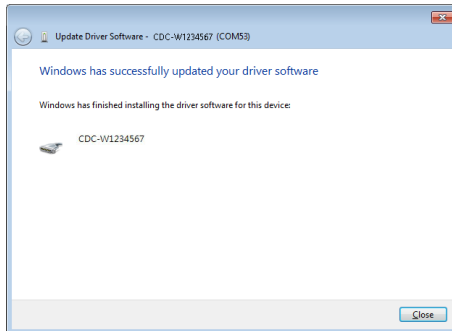 Update Driver Software - CDC-W1234567 (COM53)
Windows has successfully updated your driver software
Windows has finished installing the driver software for this device:
CDC-W1234567
Close